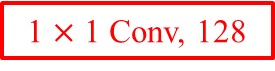 1 × 1 Conv, 128